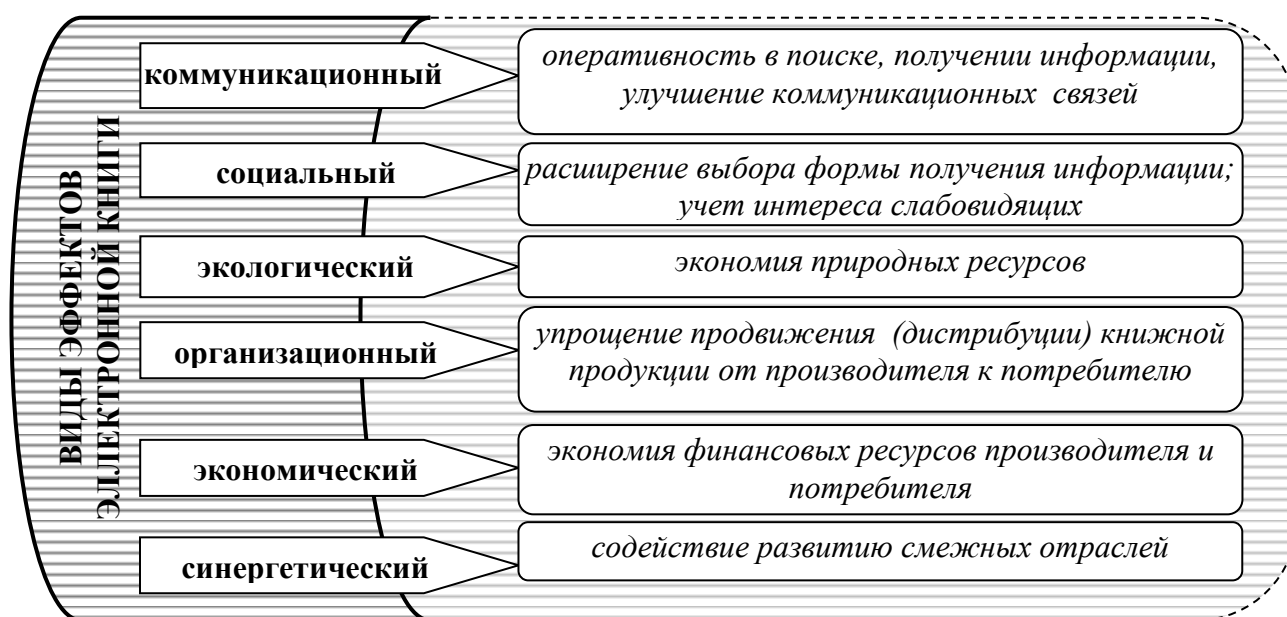 ВИДЫ ЭФФЕКТОВ
ЭЛЛЕКТРОННОЙ КНИГИ
коммуникационный
оперативность в поиске, получении информации,
улучшение коммуникационных связей
социальный
расширение выбора формы получения информации;
учет интереса слабовидящих
экологический
экономия природных ресурсов
организационный
упрощение продвижения (дистрибуции) книжной
продукции от производителя к потребителю
экономический
экономия финансовых ресурсов производителя и
потребителя
синергетический
содействие развитию смежных отраслей